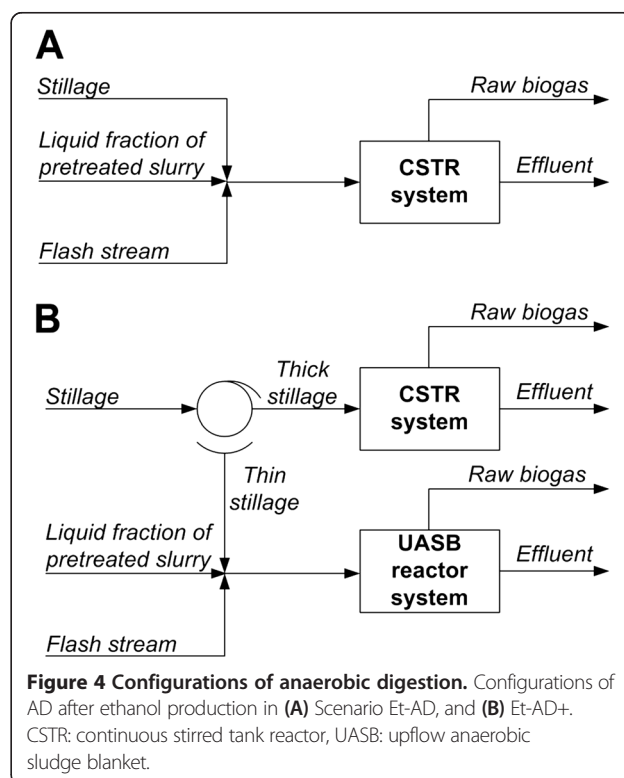 A
Stillage
Raw biogas
Liquid fraction of
pretreated slurry
CSTR
system
Effluent
Flash stream
B
Raw biogas
Thick
stillage
Stillage
CSTR
system
Effluent
Thin
stillage
Raw biogas
Liquid fraction of
pretreated slurry
UASB
reactor
system
Effluent
Flash stream
Figure 4 Configurations of anaerobic digestion. Configurations of
AD after ethanol production in (A) Scenario Et-AD, and (B) Et-AD+.
CSTR: continuous stirred tank reactor, UASB: upflow anaerobic
sludge blanket.